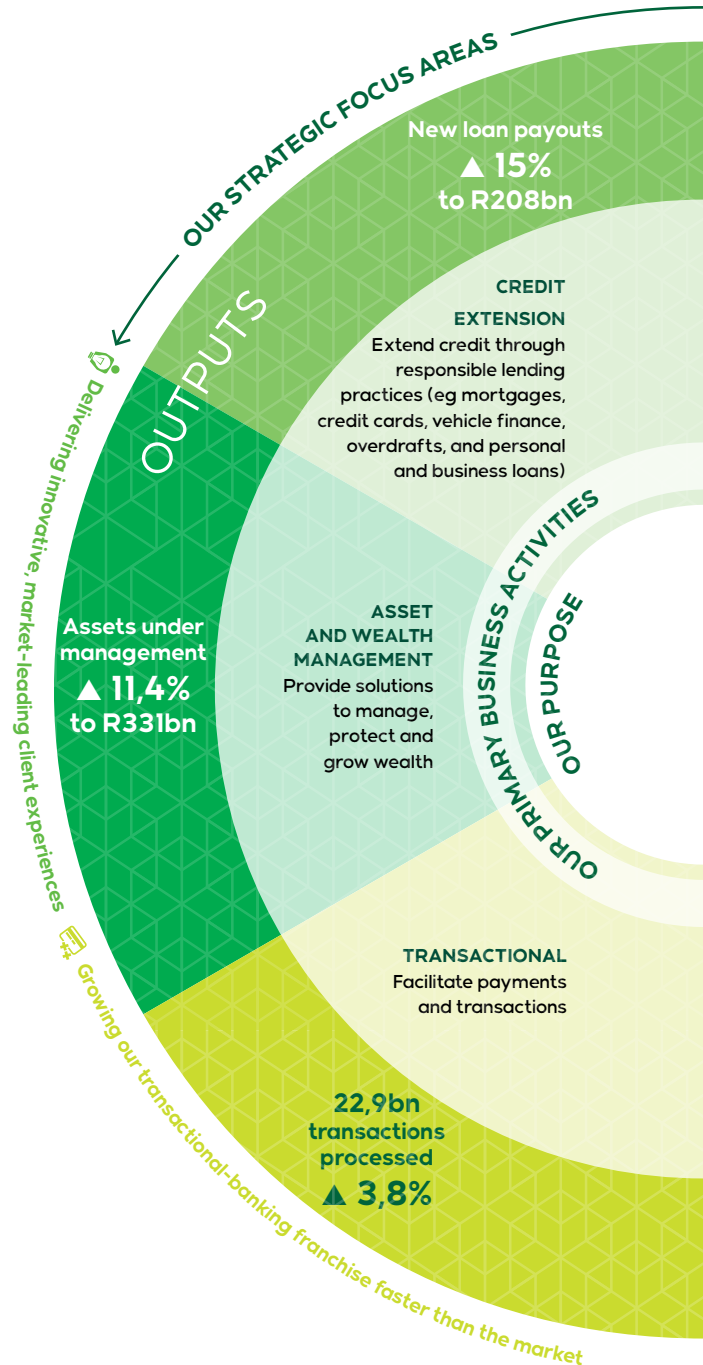 OUR STRATEGIC FOCUS AREAS
New loan payouts
▲ 15%
to R208bn
OUTPUTS
CREDIT
EXTENSION
Extend credit through
responsible lending
practices (eg mortgages,
credit cards, vehicle finance,
overdrafts, and personal
and business loans)
Delivering innovative, market-leading client experiences
Assets under
management
▲ 11,4%
to R331bn
ASSET
AND WEALTH
MANAGEMENT
Provide solutions
to manage,
protect and
grow wealth
OUR PRIMARY BUSINESS ACTIVITIES
OUR PURPOSE
TRANSACTIONAL
Facilitate payments
and transactions
22,9bn
transactions
processed
▲ 3,8%
Growing our transactional-banking franchise faster than the market